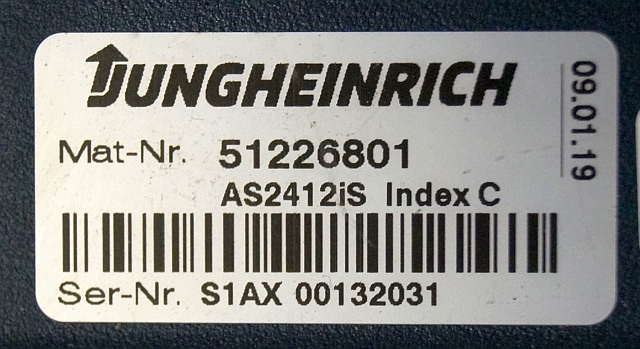 JUNGHEINRICH
Mat-Nr. 51226801
AS2412iS Index C
Ser-Nr. S1AX 00132031
09.01.19